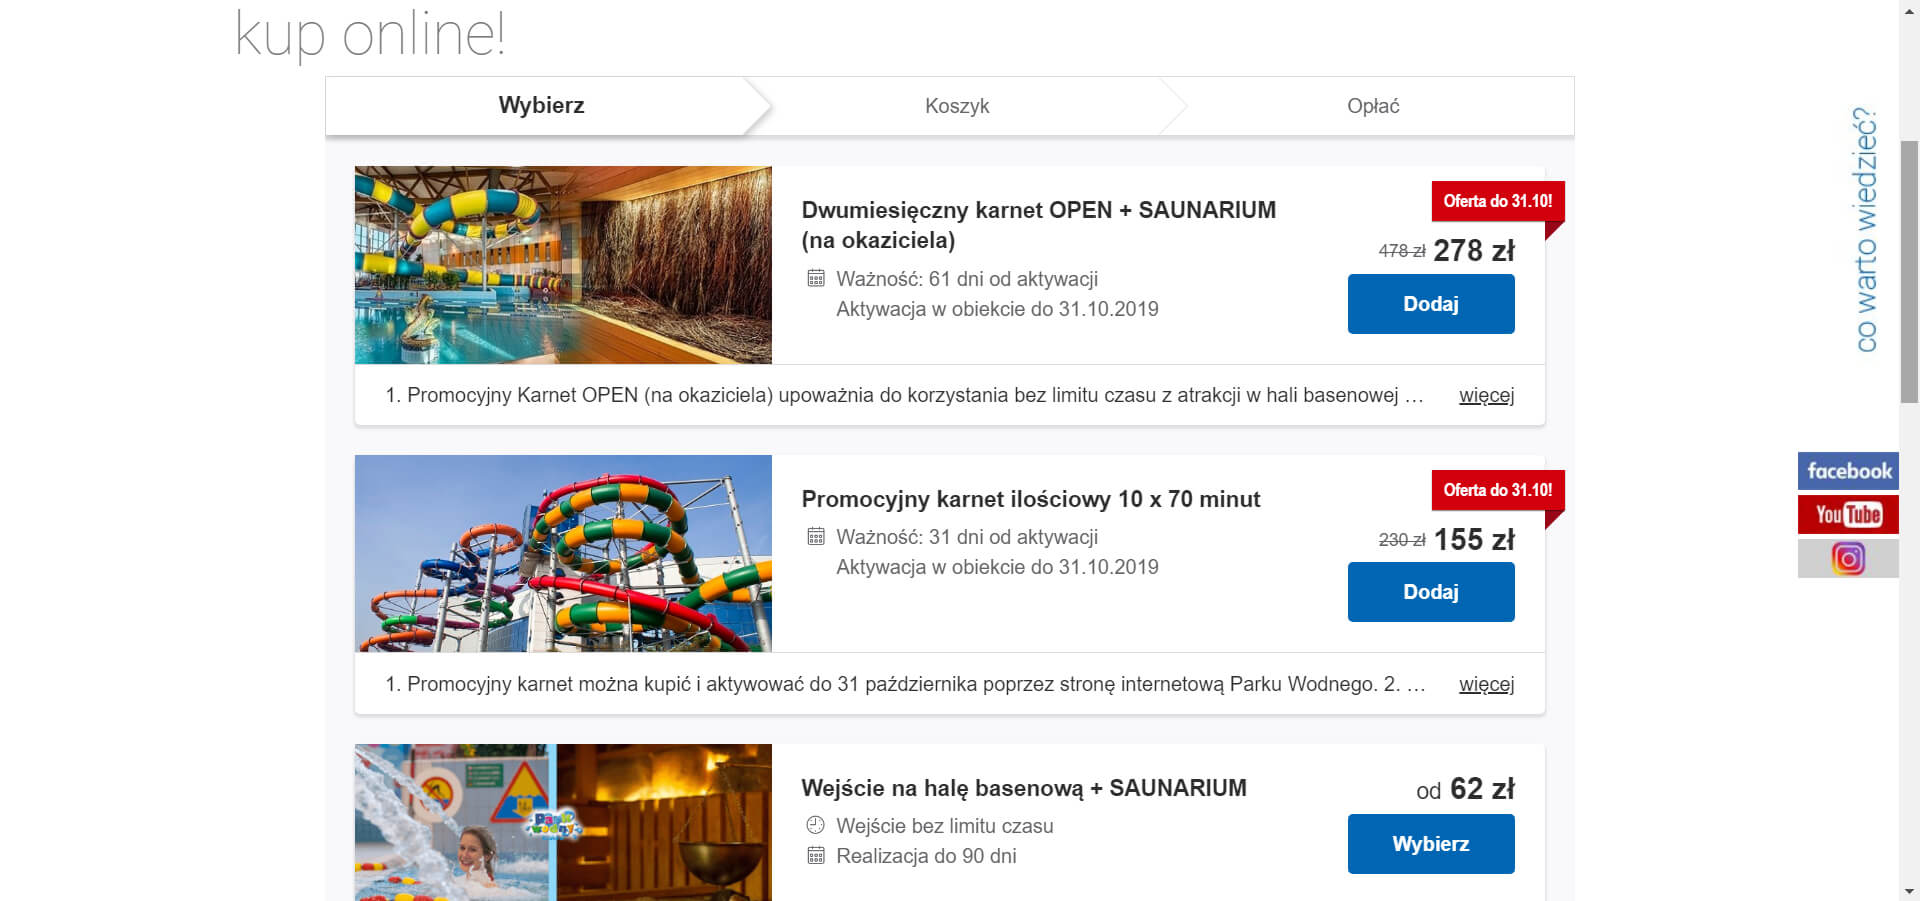 kup online!
Wybierz
Koszyk
Opłać
Dwumiesięczny karnet OPEN + SAUNARIUM
(na okaziciela)
Ważność: 61 dni od aktywacji
Aktywacja w obiekcie do 31.10.2019
Oferta do 31.10!
478 zł 278 zł
Dodaj
1. Promocyjny Karnet OPEN (na okaziciela) upoważnia do korzystania bez limitu czasu z atrakcji w hali basenowej … więcej
Promocyjny karnet ilościowy 10 x 70 minut
Ważność: 31 dni od aktywacji
Aktywacja w obiekcie do 31.10.2019
Oferta do 31.10!
230 zł 155 zł
Dodaj
1. Promocyjny karnet można kupić i aktywować do 31 października poprzez stronę internetową Parku Wodnego. 2. … więcej
Park
wodny
Wejście na halę basenową + SAUNARIUM
Wejście bez limitu czasu
Realizacja do 90 dni
od 62 zł
Wybierz
co warto wiedzieć?
facebook
YouTube